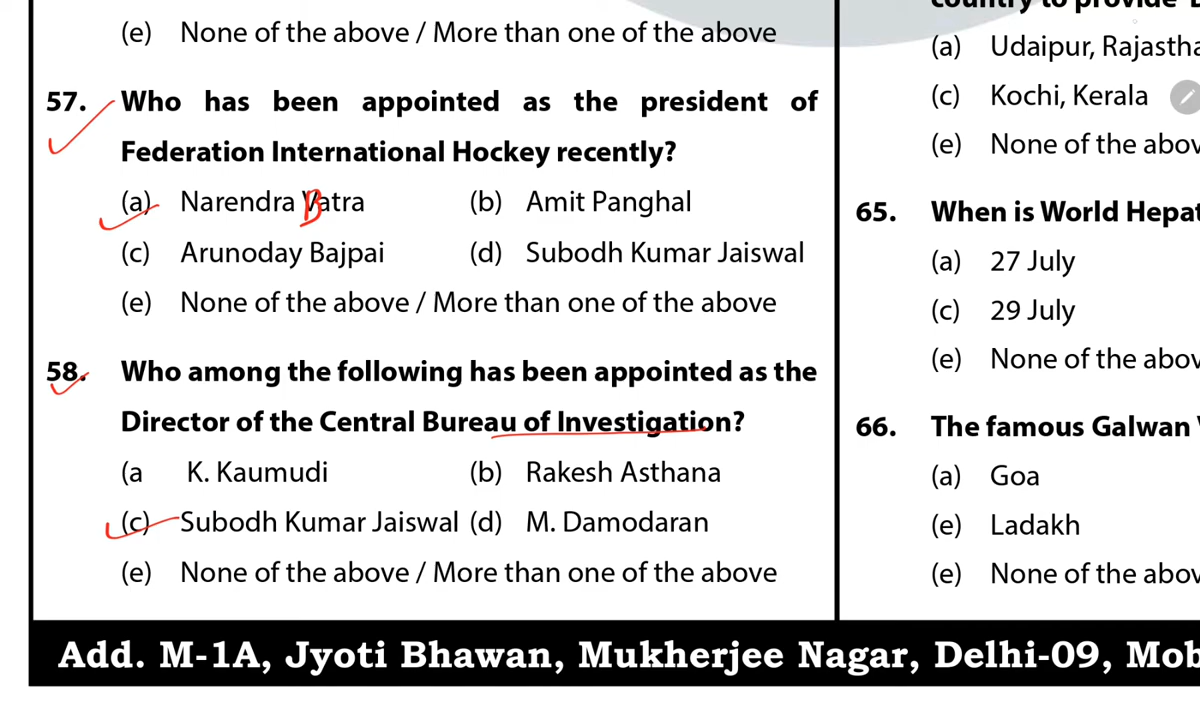 (e) None of the above / More than one of the above
57. Who has been appointed as the president of
Federation International Hockey recently?
(a) Narendra Batra (b) Amit Panghal
(c) Arunoday Bajpai (d) Subodh Kumar Jaiswal
(e) None of the above / More than one of the above
58. Who among the following has been appointed as the
Director of the Central Bureau of Investigation?
(a K. Kaumudi (b) Rakesh Asthana
(c) Subodh Kumar Jaiswal (d) M. Damodaran
(e) None of the above / More than one of the above
country to provide
(a) Udaipur, Rajastha
(c) Kochi, Kerala
(e) None of the abov
65. When is World Hepat
(a) 27 July
(c) 29 July
(e) None of the abov
66. The famous Galwan
(a) Goa
(e) Ladakh
(e) None of the abov
Add. M-1A, Jyoti Bhawan, Mukherjee Nagar, Delhi-09, Mob